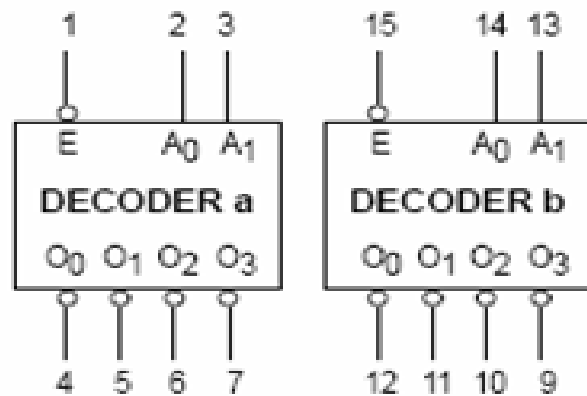 1 2 3 15 14 13
E A0 A1 E A0 A1
DECODER a DECODER b
O0 O1 O2 O3 O0 O1 O2 O3
4 5 6 7 12 11 10 9